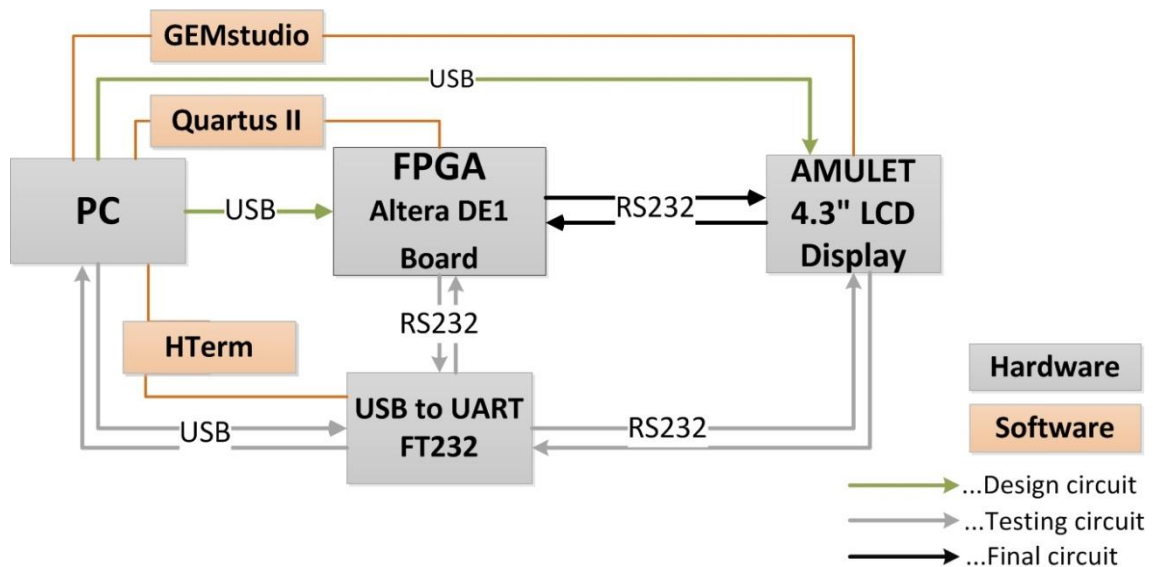 GEMstudio
USB
Quartus II
PC
USB
FPGA
Altera DE1
Board
RS232
AMULET
4.3" LCD
Display
RS232
HTerm
USB
USB to UART
FT232
RS232
Hardware
Software
...Design circuit
...Testing circuit
...Final circuit